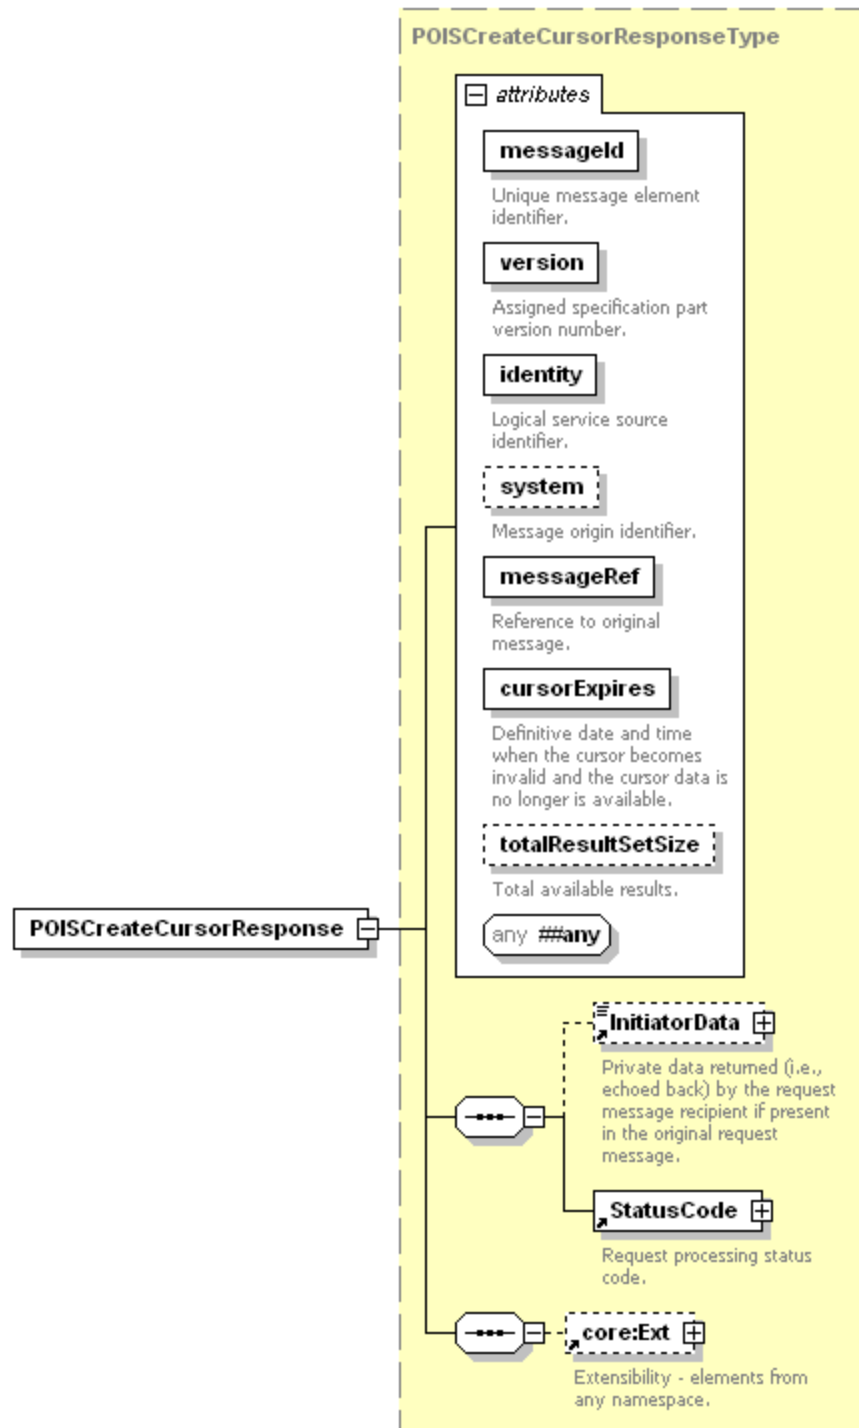 POISCreateCursorResponseType
attributes
messageId
Unique message element
identifier.
version
Assigned specification part
version number.
identity
Logical service source
identifier.
system
Message origin identifier.
messageRef
Reference to original
message.
cursorExpires
Definitive date and time
when the cursor becomes
invalid and the cursor data is
no longer is available.
totalResultSetSize
Total available results.
any ##any
POISCreateCursorResponse
InitiatorData
Private data returned (i.e.,
echoed back) by the request
message recipient if present
in the original request
message.
StatusCode
Request processing status
code.
core:Ext
Extensibility - elements from
any namespace.